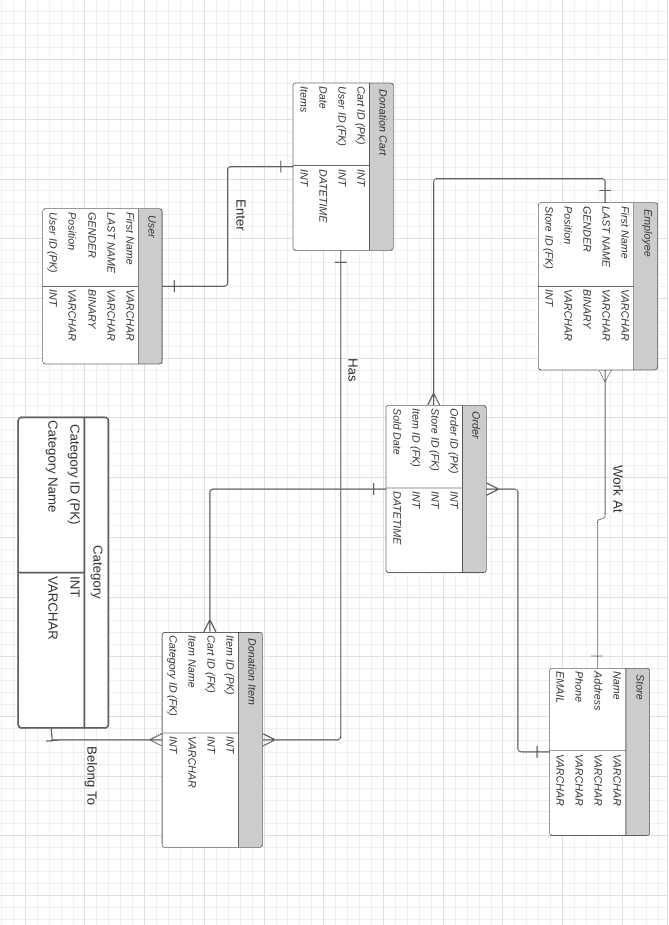 Employee
First Name VARCHAR
LAST NAME VARCHAR
GENDER BINARY
Position VARCHAR
Store ID (FK) INT
Work At
Store
Name VARCHAR
Address VARCHAR
Phone VARCHAR
EMAIL VARCHAR
Order
Order ID (PK) INT
Store ID (FK) INT
Item ID (FK) INT
Sold Date DATETIME
Donation Cart
Cart ID (PK) INT
User ID (FK) INT
Date DATETIME
Items INT
Has
Enter
Donation Item
Item ID (PK) INT
Cart ID (FK) INT
Item Name VARCHAR
Category ID (FK) INT
User
First Name VARCHAR
LAST NAME VARCHAR
GENDER BINARY
Position VARCHAR
User ID (PK) INT
Category
Category ID (PK) INT
Category Name VARCHAR
Belong To